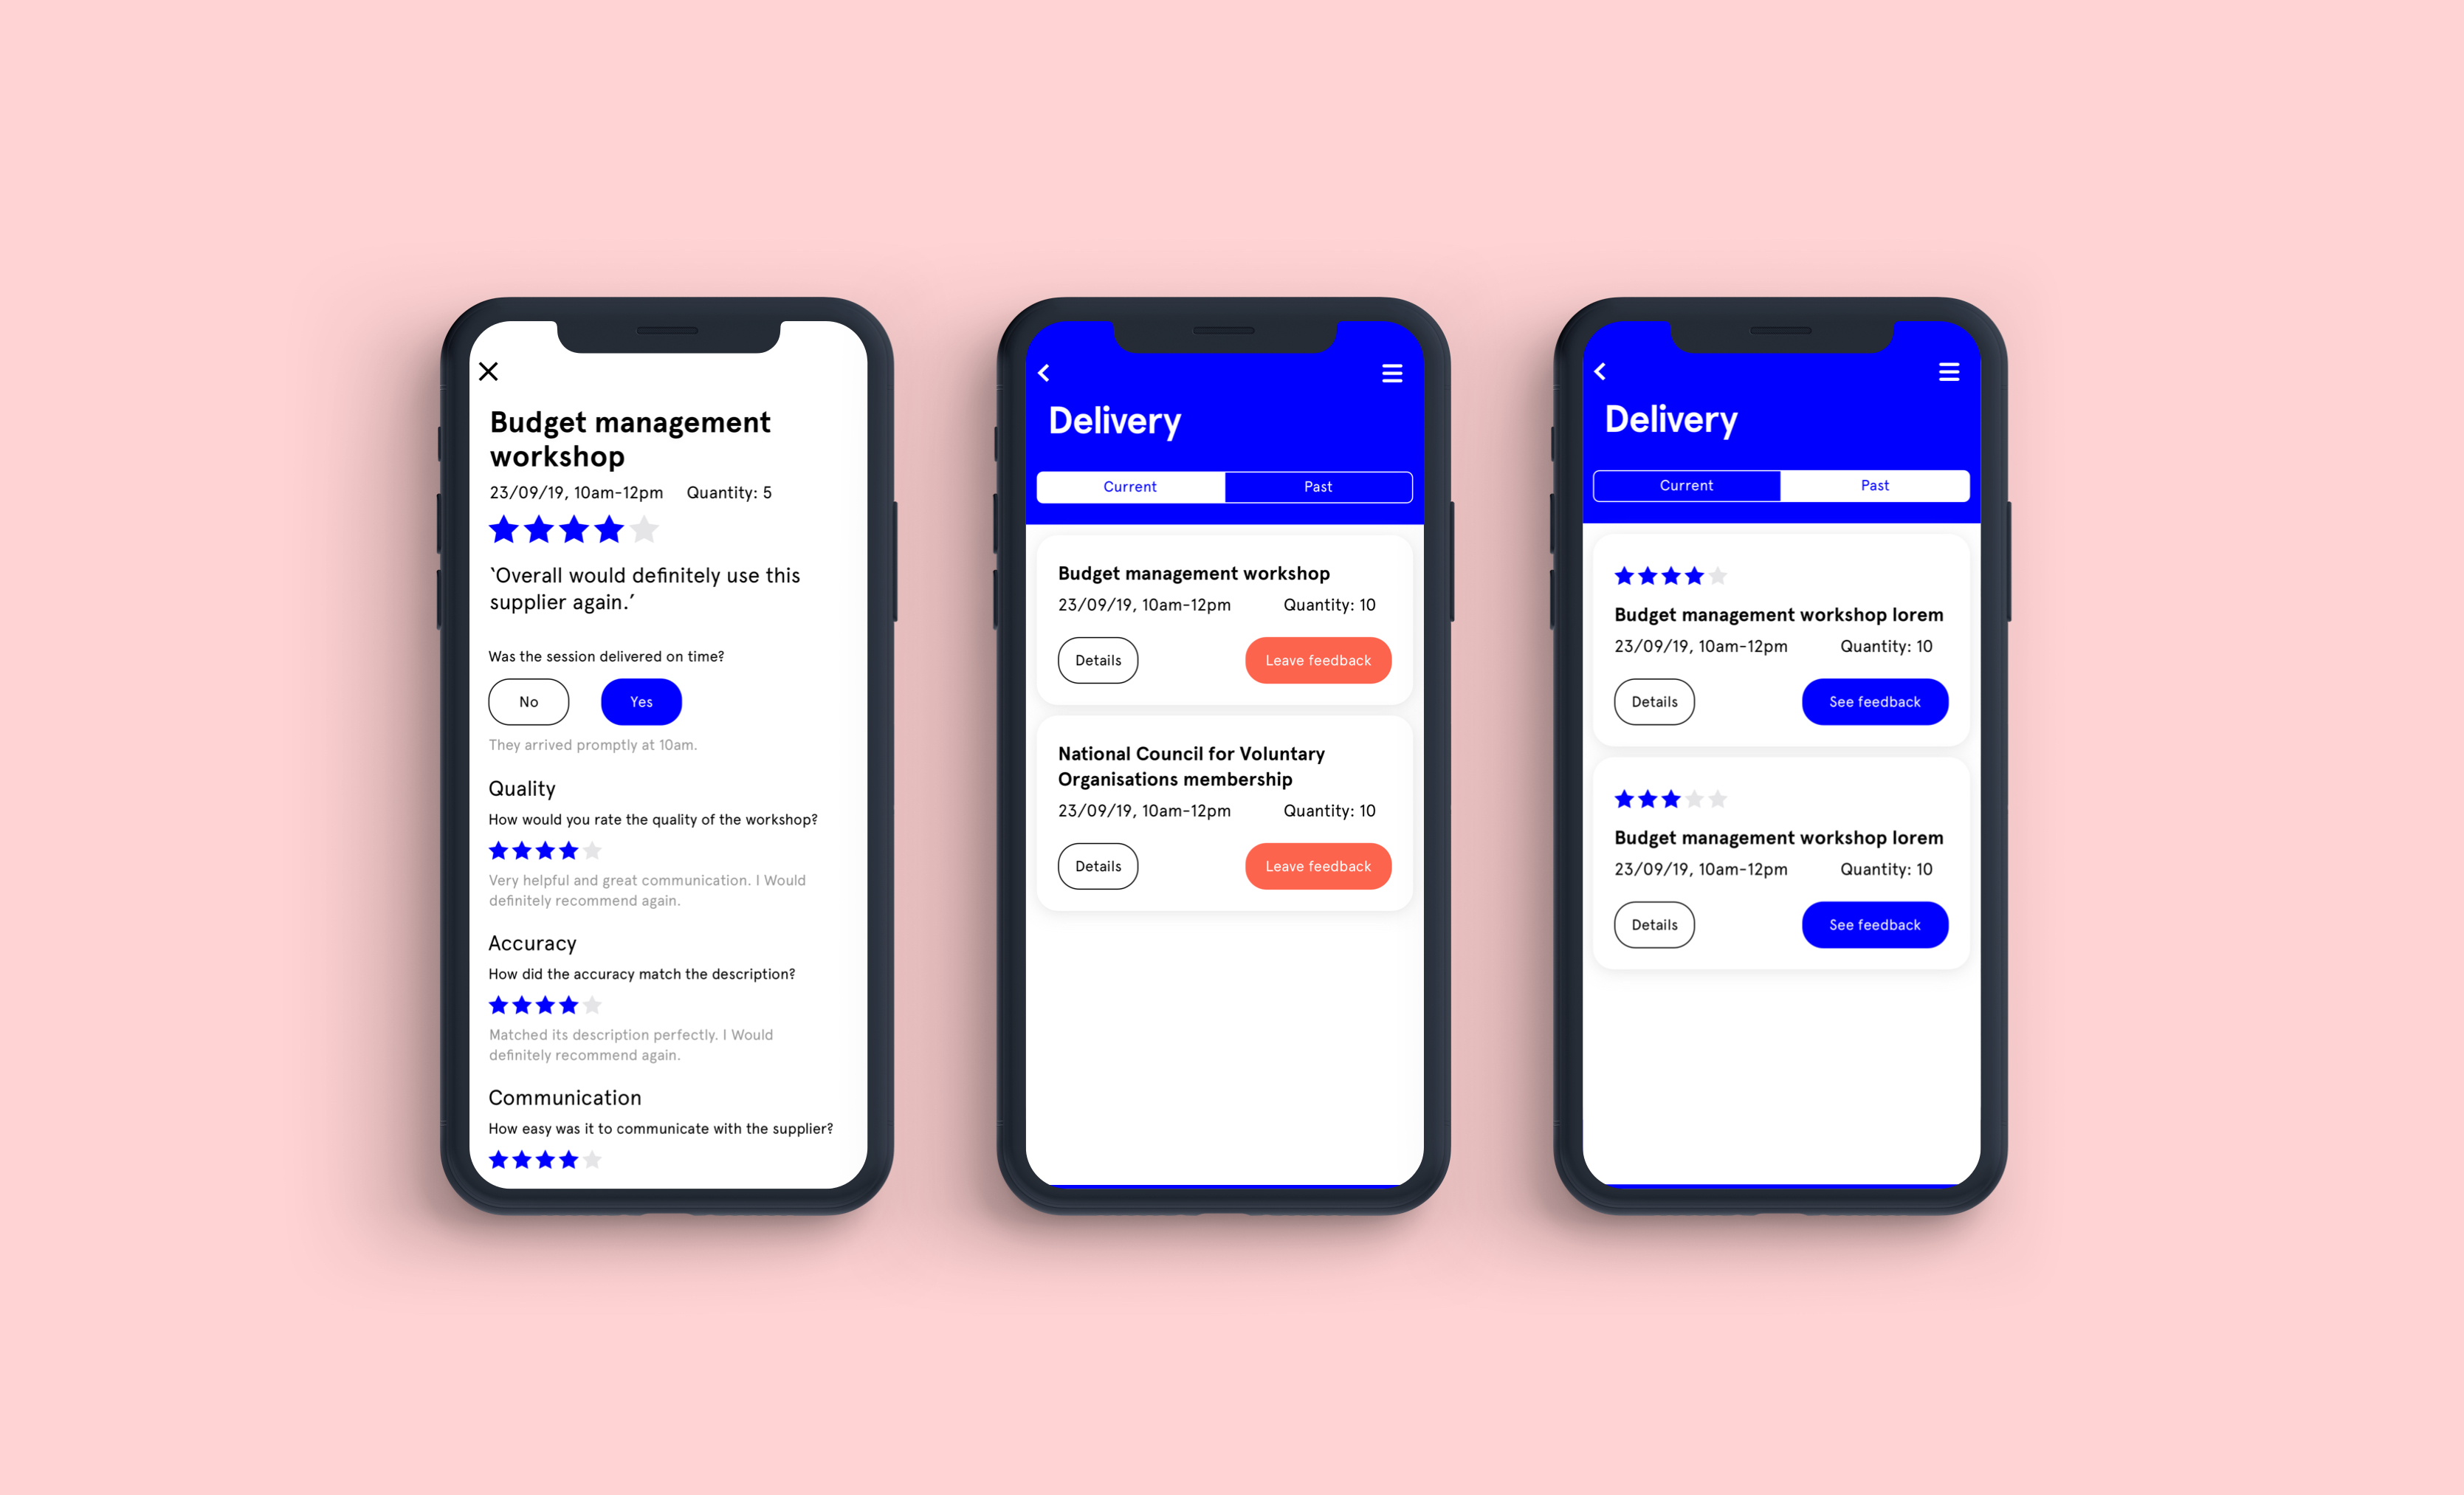 Budget management
workshop
23/09/19, 10am-12pm Quantity: 5
‘Overall would definitely use this
supplier again.’
Was the session delivered on time?
No Yes
They arrived promptly at 10am.
Quality
How would you rate the quality of the workshop?
Very helpful and great communication. I Would
definitely recommend again.
Accuracy
How did the accuracy match the description?
Matched its description perfectly. I Would
definitely recommend again.
Communication
How easy was it to communicate with the supplier?
Delivery
Current Past
Budget management workshop
23/09/19, 10am-12pm Quantity: 10
Details Leave feedback
National Council for Voluntary
Organisations membership
23/09/19, 10am-12pm Quantity: 10
Details Leave feedback
Delivery
Current Past
Budget management workshop lorem
23/09/19, 10am-12pm Quantity: 10
Details See feedback
Budget management workshop lorem
23/09/19, 10am-12pm Quantity: 10
Details See feedback